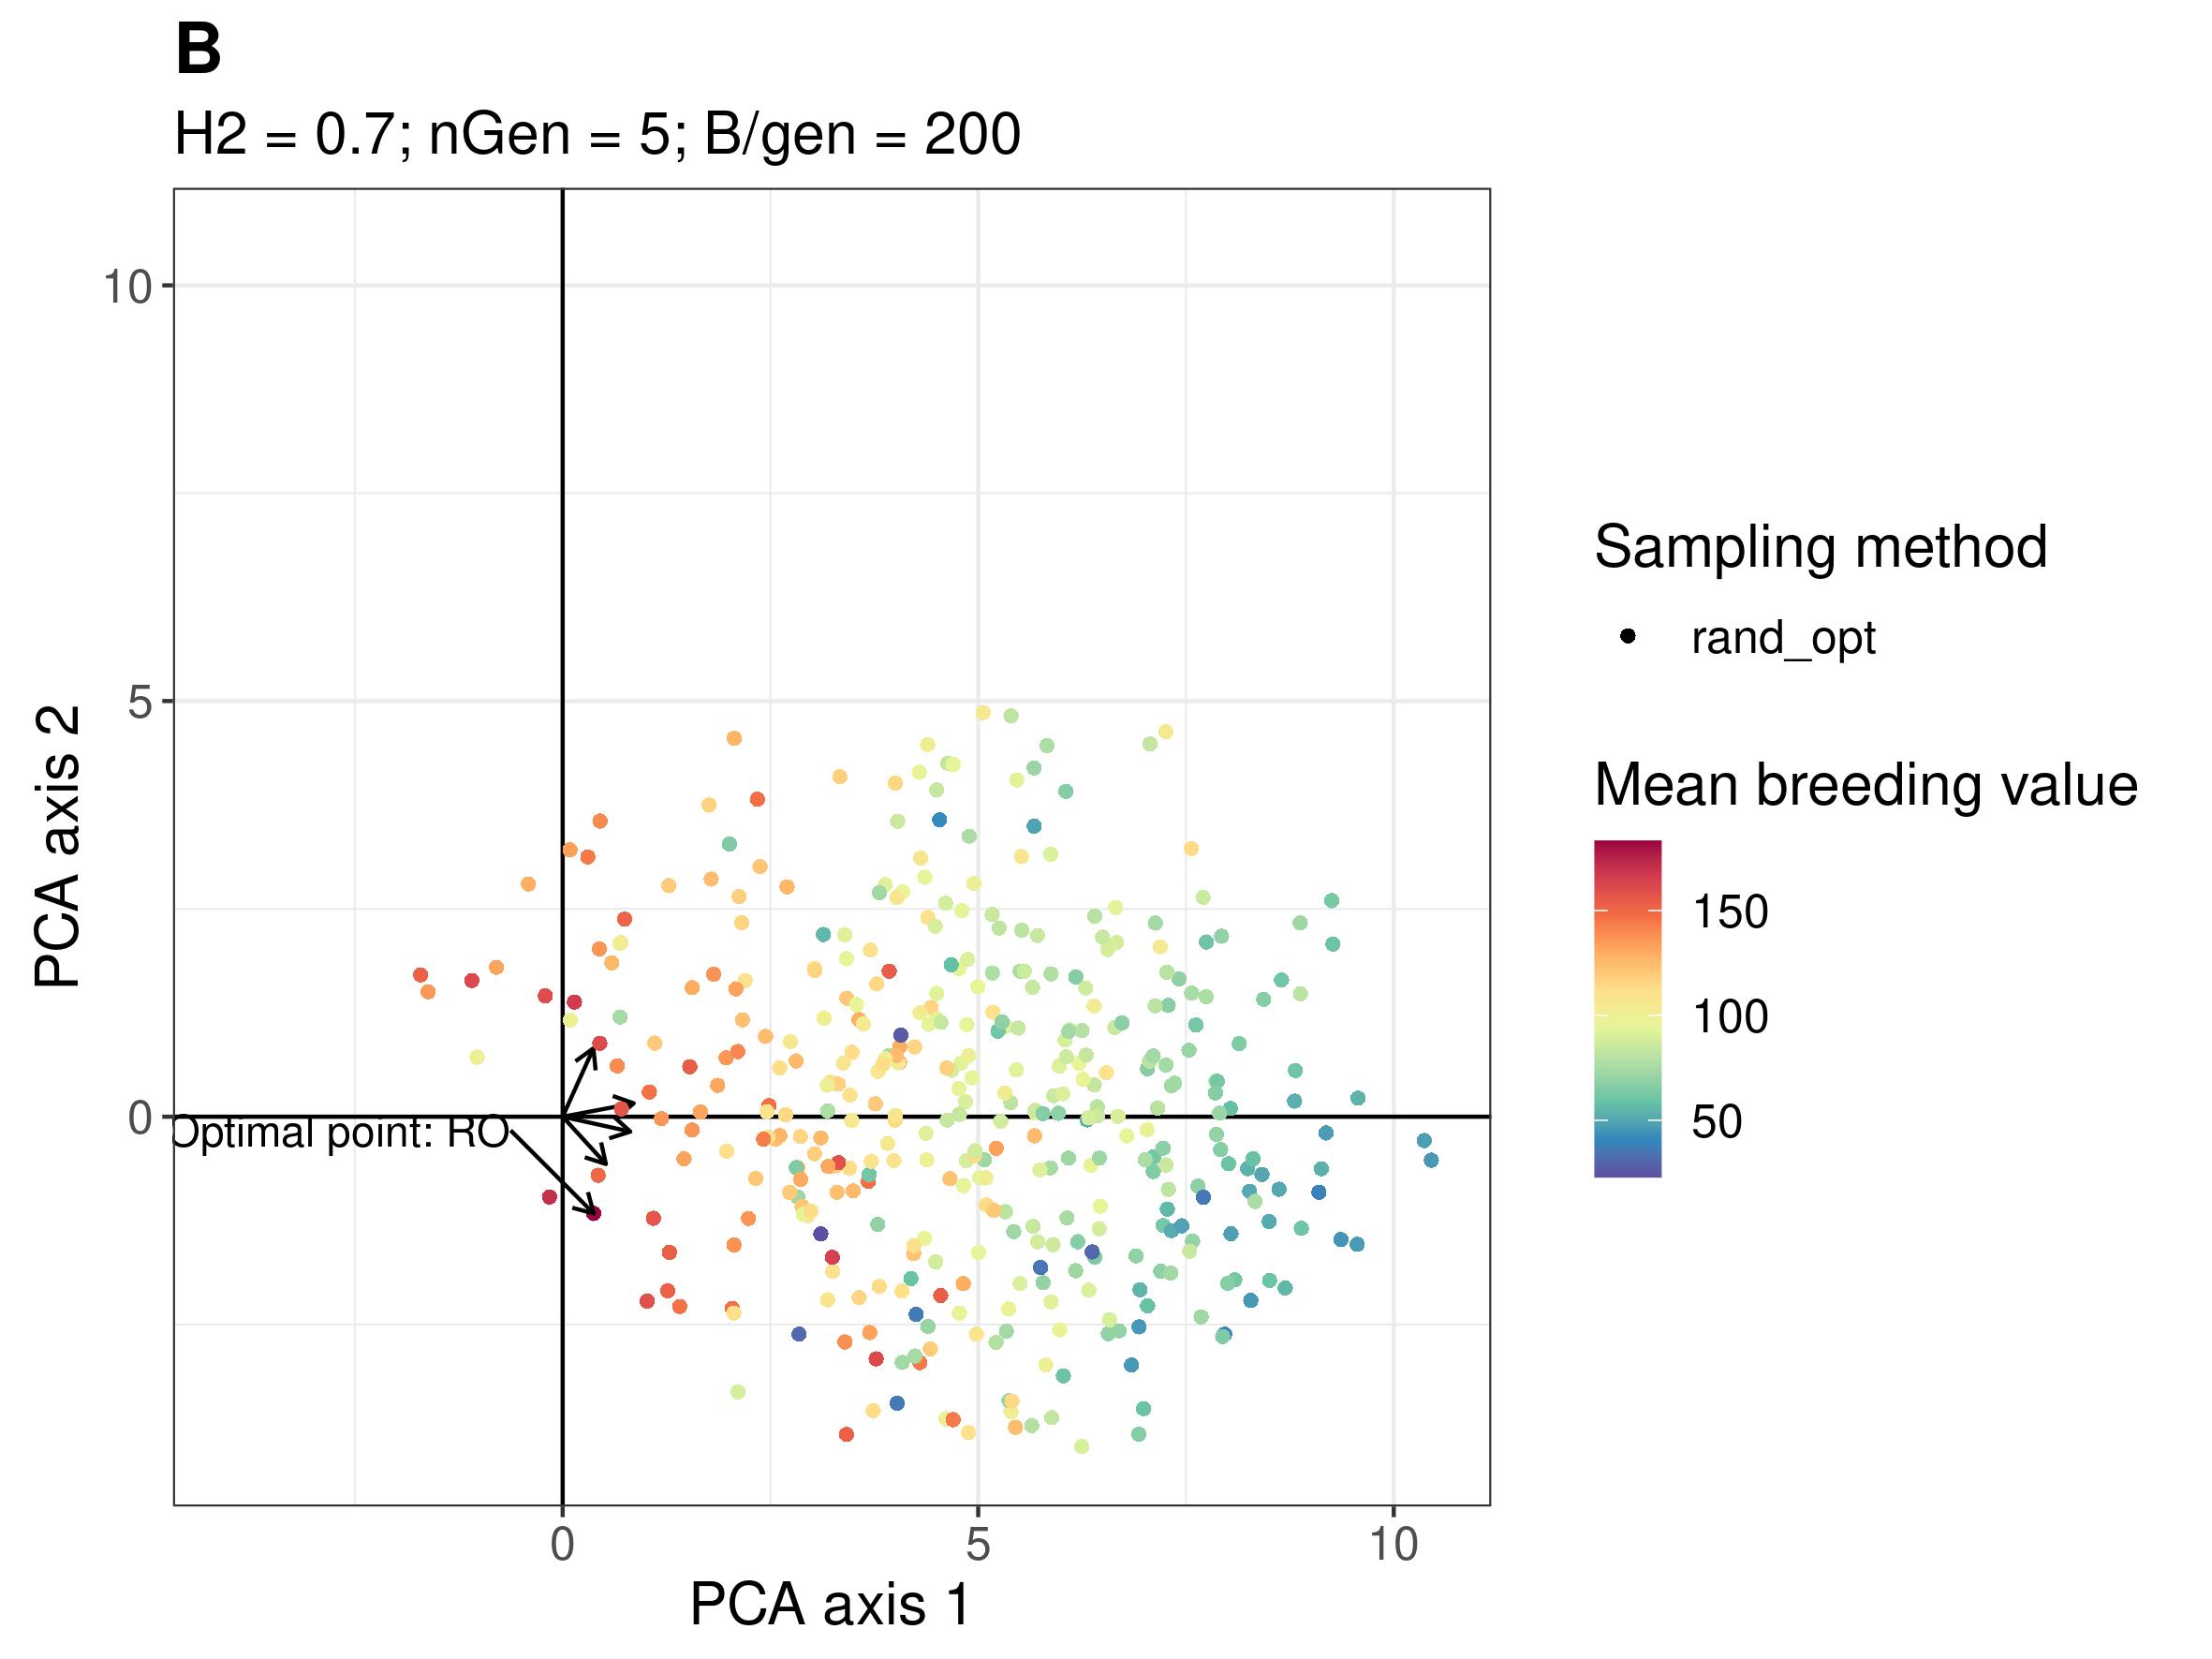 B
H2 = 0.7; nGen = 5; B/gen = 200
10
5
0
PCA axis 2
Optimal point: RO
0
5
10
PCA axis 1
Sampling method
rand_opt
Mean breeding value
150
100
50